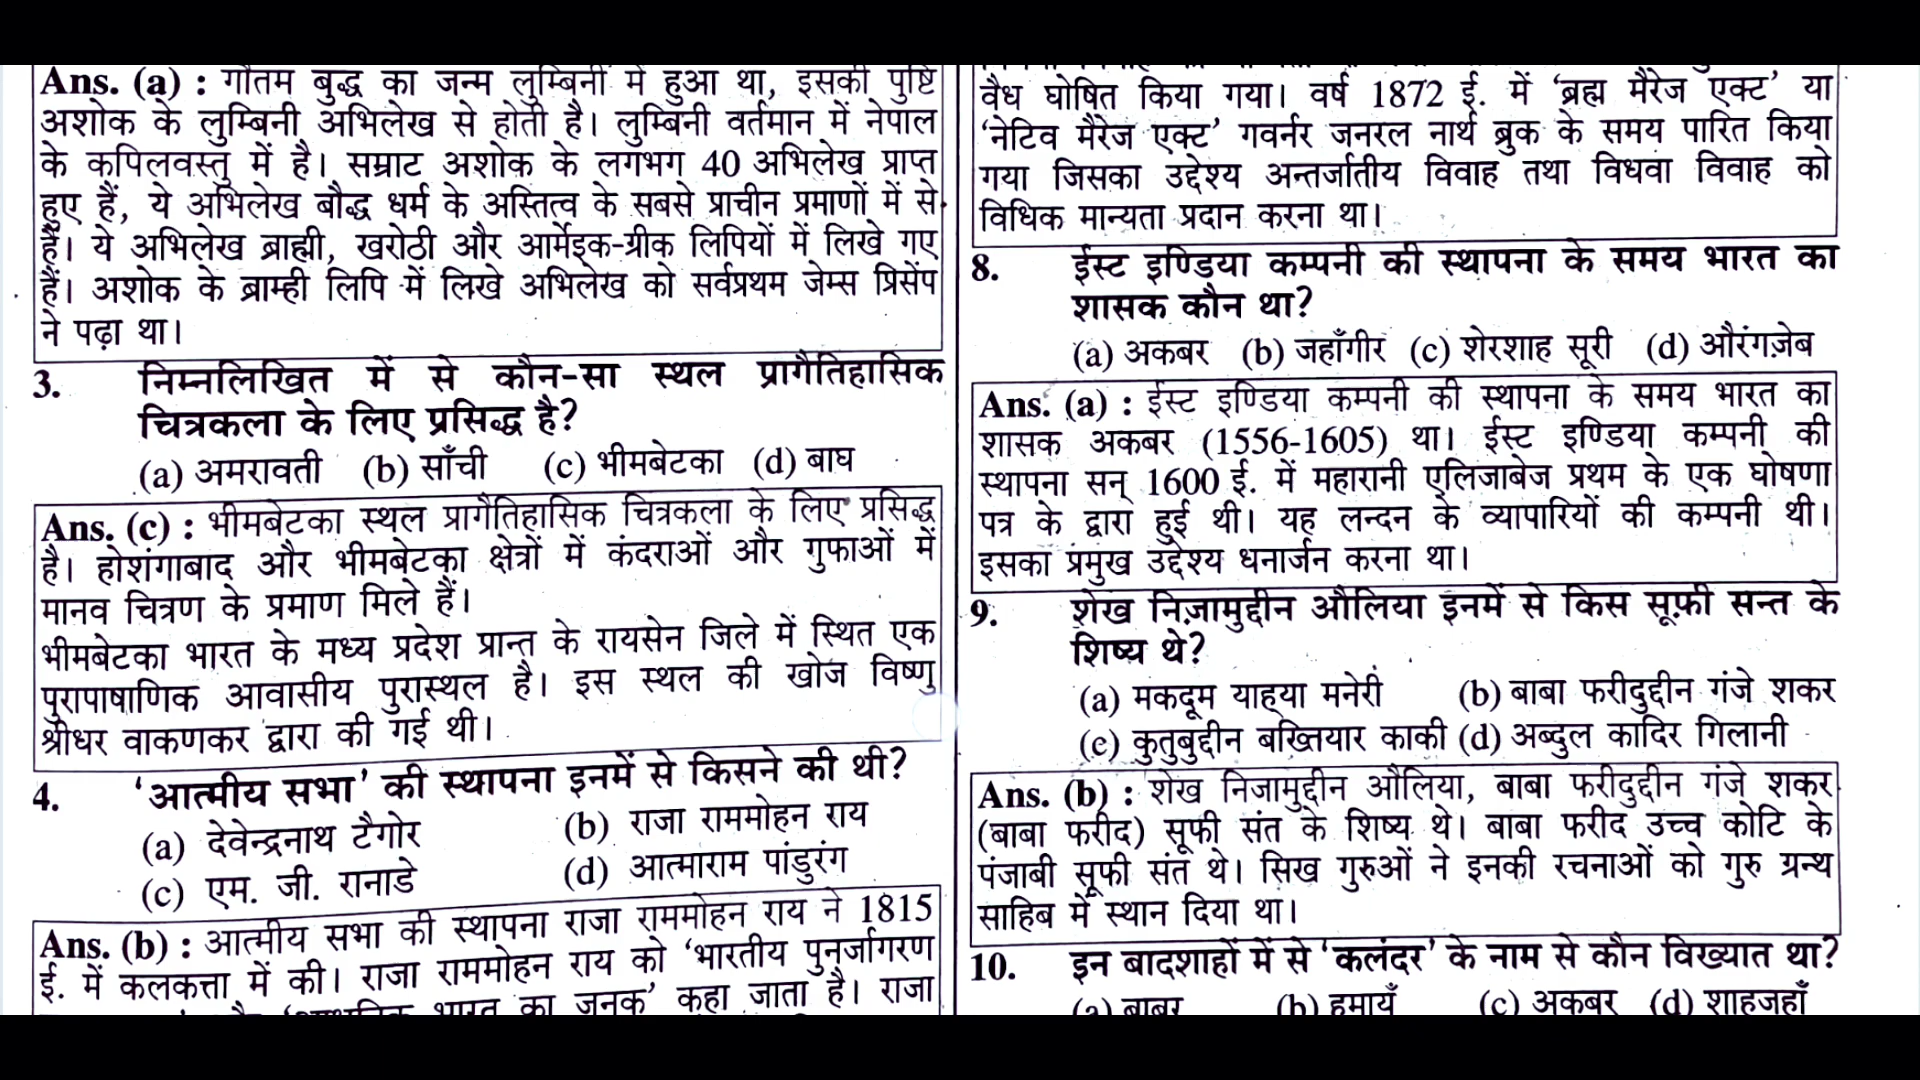 Ans. (a) : गौतम बुद्ध का जन्म लुम्बिनी में हुआ था, इसकी पुष्टि
अशोक के लुम्बिनी अभिलेख से होती है। लुम्बिनी वर्तमान में नेपाल
के कपिलवस्तु में है। सम्राट अशोक के लगभग 40 अभिलेख प्राप्त
हुए हैं, ये अभिलेख बौद्ध धर्म के अस्तित्व के सबसे प्राचीन प्रमाणों में से
हैं। ये अभिलेख ब्राह्मी, खरोठी और आर्मेइक-ग्रीक लिपियों में लिखे गए
हैं। अशोक के ब्राम्ही लिपि में लिखे अभिलेख को सर्वप्रथम जेम्स प्रिसेंप
ने पढ़ा था।
3. निम्नलिखित में से कौन-सा स्थल प्रागैतिहासिक
चित्रकला के लिए प्रसिद्ध है?
(a) अमरावती (b) साँची (c) भीमबेटका (d) बाघ
Ans. (c) : भीमबेटका स्थल प्रागैतिहासिक चित्रकला के लिए प्रसिद्ध
है। होशंगाबाद और भीमबेटका क्षेत्रों में कंदराओं और गुफाओं में
मानव चित्रण के प्रमाण मिले हैं।
भीमबेटका भारत के मध्य प्रदेश प्रान्त के रायसेन जिले में स्थित एक
पुरापाषाणिक आवासीय पुरास्थल है। इस स्थल की खोज विष्णु
श्रीधर वाकणकर द्वारा की गई थी।
4. 'आत्मीय सभा' की स्थापना इनमें से किसने की थी?
(a) देवेन्द्रनाथ टैगोर (b) राजा राममोहन राय
(c) एम. जी. रानाडे (d) आत्माराम पांडुरंग
Ans. (b) : आत्मीय सभा की स्थापना राजा राममोहन राय ने 1815
ई. में कलकत्ता में की। राजा राममोहन राय को 'भारतीय पुनर्जागरण
भारत का जनक' कहा जाता है। राजा
वैध घोषित किया गया। वर्ष 1872 ई. में 'ब्रह्म मैरेज एक्ट' या
'नेटिव मैरेज एक्ट' गवर्नर जनरल नार्थ ब्रुक के समय पारित किया
गया जिसका उद्देश्य अन्तर्जातीय विवाह तथा विधवा विवाह को
विधिक मान्यता प्रदान करना था।
8. ईस्ट इण्डिया कम्पनी की स्थापना के समय भारत का
शासक कौन था?
(a) अकबर (b) जहाँगीर (c) शेरशाह सूरी (d) औरंगज़ेब
Ans. (a) : ईस्ट इण्डिया कम्पनी की स्थापना के समय भारत का
शासक अकबर (1556-1605) था। ईस्ट इण्डिया कम्पनी की
स्थापना सन् 1600 ई. में महारानी एलिजाबेज प्रथम के एक घोषणा
पत्र के द्वारा हुई थी। यह लन्दन के व्यापारियों की कम्पनी थी।
इसका प्रमुख उद्देश्य धनार्जन करना था।
9. शेख निज़ामुद्दीन औलिया इनमें से किस सूफ़ी सन्त के
शिष्य थे?
(a) मकदूम याह्या मनेरी (b) बाबा फरीदुद्दीन गंजे शकर
(c) कुतुबुद्दीन बख्तियार काकी (d) अब्दुल कादिर गिलानी
Ans. (b) : शेख निजामुद्दीन औलिया, बाबा फरीदुद्दीन गंजे शकर
(बाबा फरीद) सूफी संत के शिष्य थे। बाबा फरीद उच्च कोटि के
पंजाबी सूफी संत थे। सिख गुरुओं ने इनकी रचनाओं को गुरु ग्रन्थ
साहिब में स्थान दिया था।
10. इन बादशाहों में से 'कलंदर' के नाम से कौन विख्यात था?
(a) बाबर (b) हुमायूँ (c) अकबर (d) शाहजहाँ